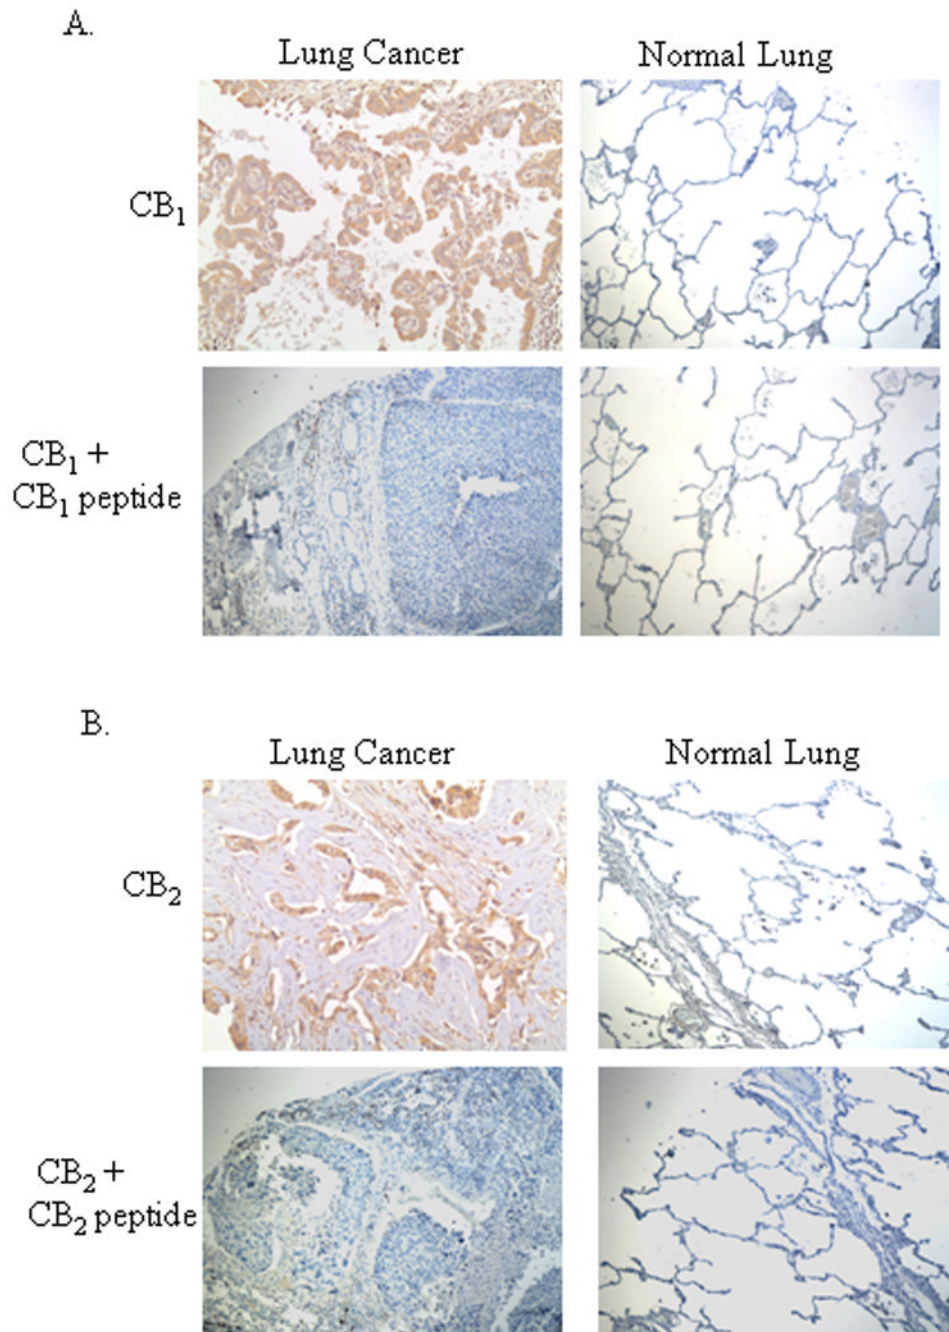 A.
Lung Cancer
Normal Lung
CB₁
CB₁ +
CB₁ peptide
B.
Lung Cancer
Normal Lung
CB₂
CB₂ +
CB₂ peptide